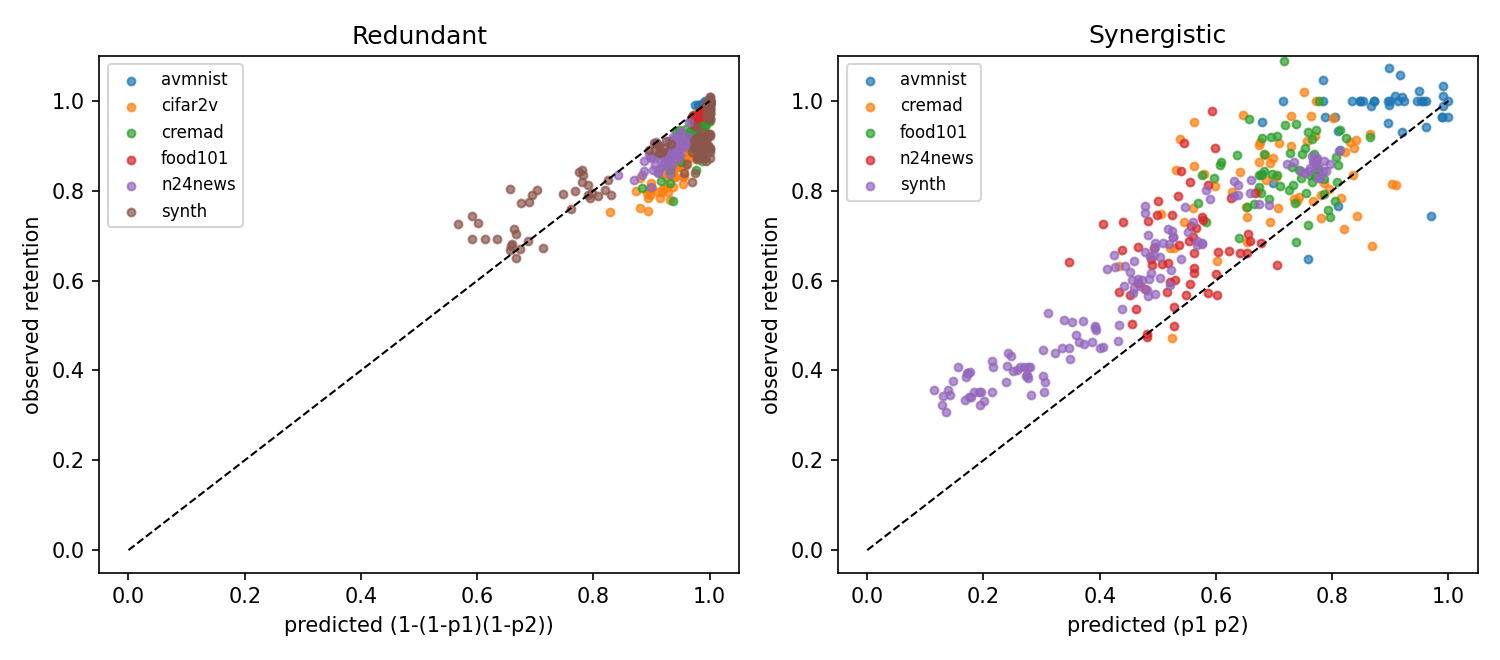 Redundant
observed retention
1.0
0.8
0.6
0.4
0.2
0.0
avmnist
cifar2v
cremad
food101
n24news
synth
0.0 0.2 0.4 0.6 0.8 1.0
predicted (1-(1-p1)(1-p2))
Synergistic
observed retention
1.0
0.8
0.6
0.4
0.2
0.0
avmnist
cremad
food101
n24news
synth
0.0 0.2 0.4 0.6 0.8 1.0
predicted (p1 p2)